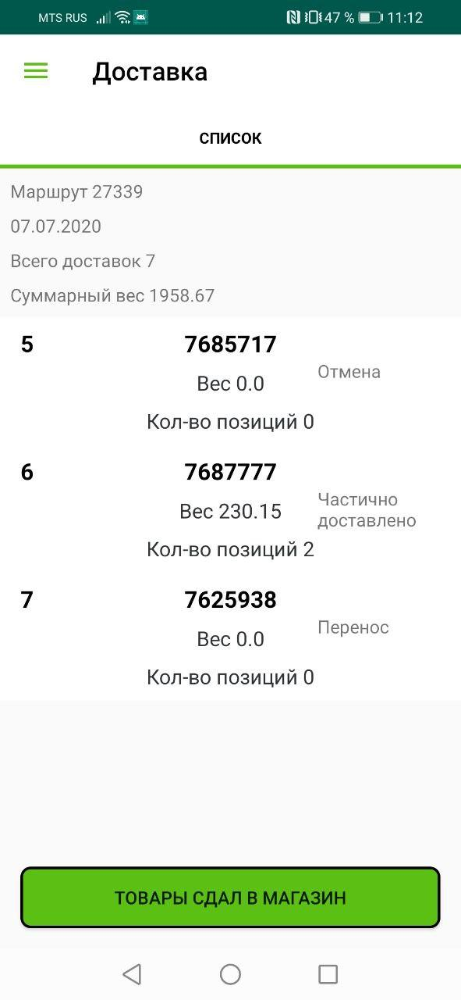 MTS RUS 47 % 11:12
Доставка
СПИСОК
Маршрут 27339
07.07.2020
Всего доставок 7
Суммарный вес 1958.67
5 7685717
Отмена
Вес 0.0
Кол-во позиций 0
6 7687777
Частично
доставлено
Вес 230.15
Кол-во позиций 2
7 7625938
Перенос
Вес 0.0
Кол-во позиций 0
ТОВАРЫ СДАЛ В МАГАЗИН